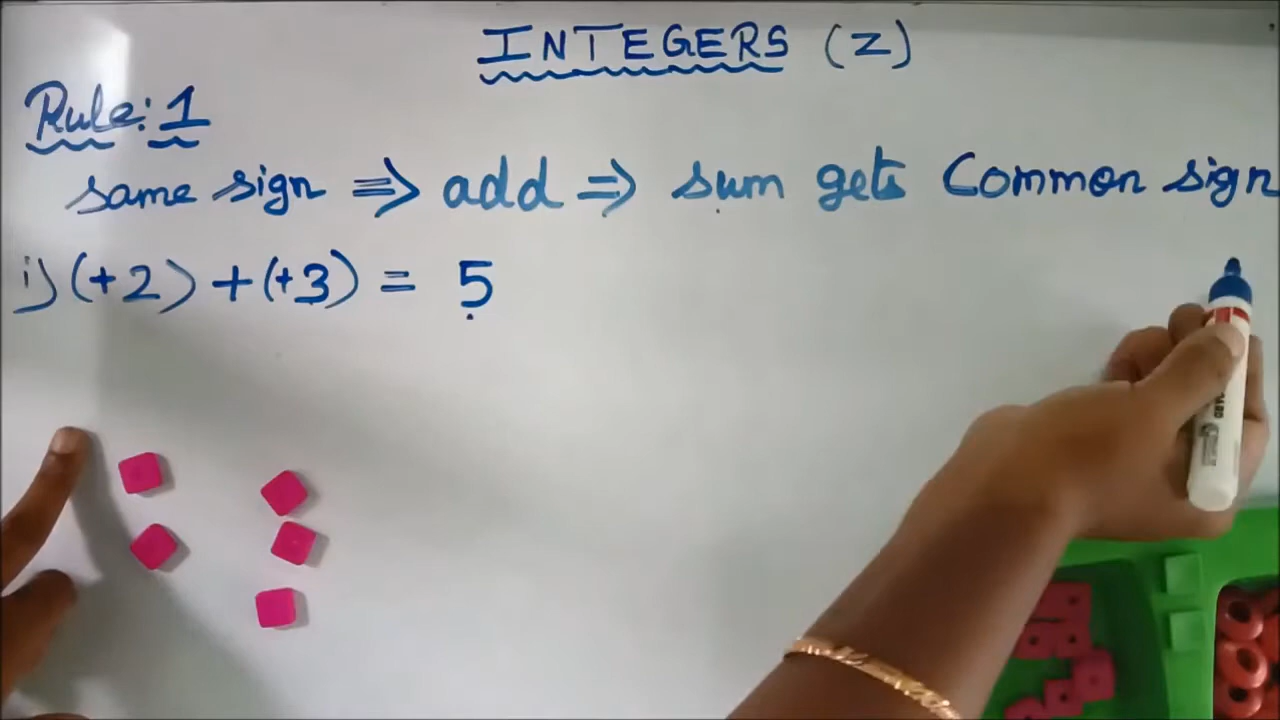 INTEGERS (Z)
Rule: 1
same sign ⇒ add ⇒ sum gets Common sign
i) (+2) + (+3) = 5